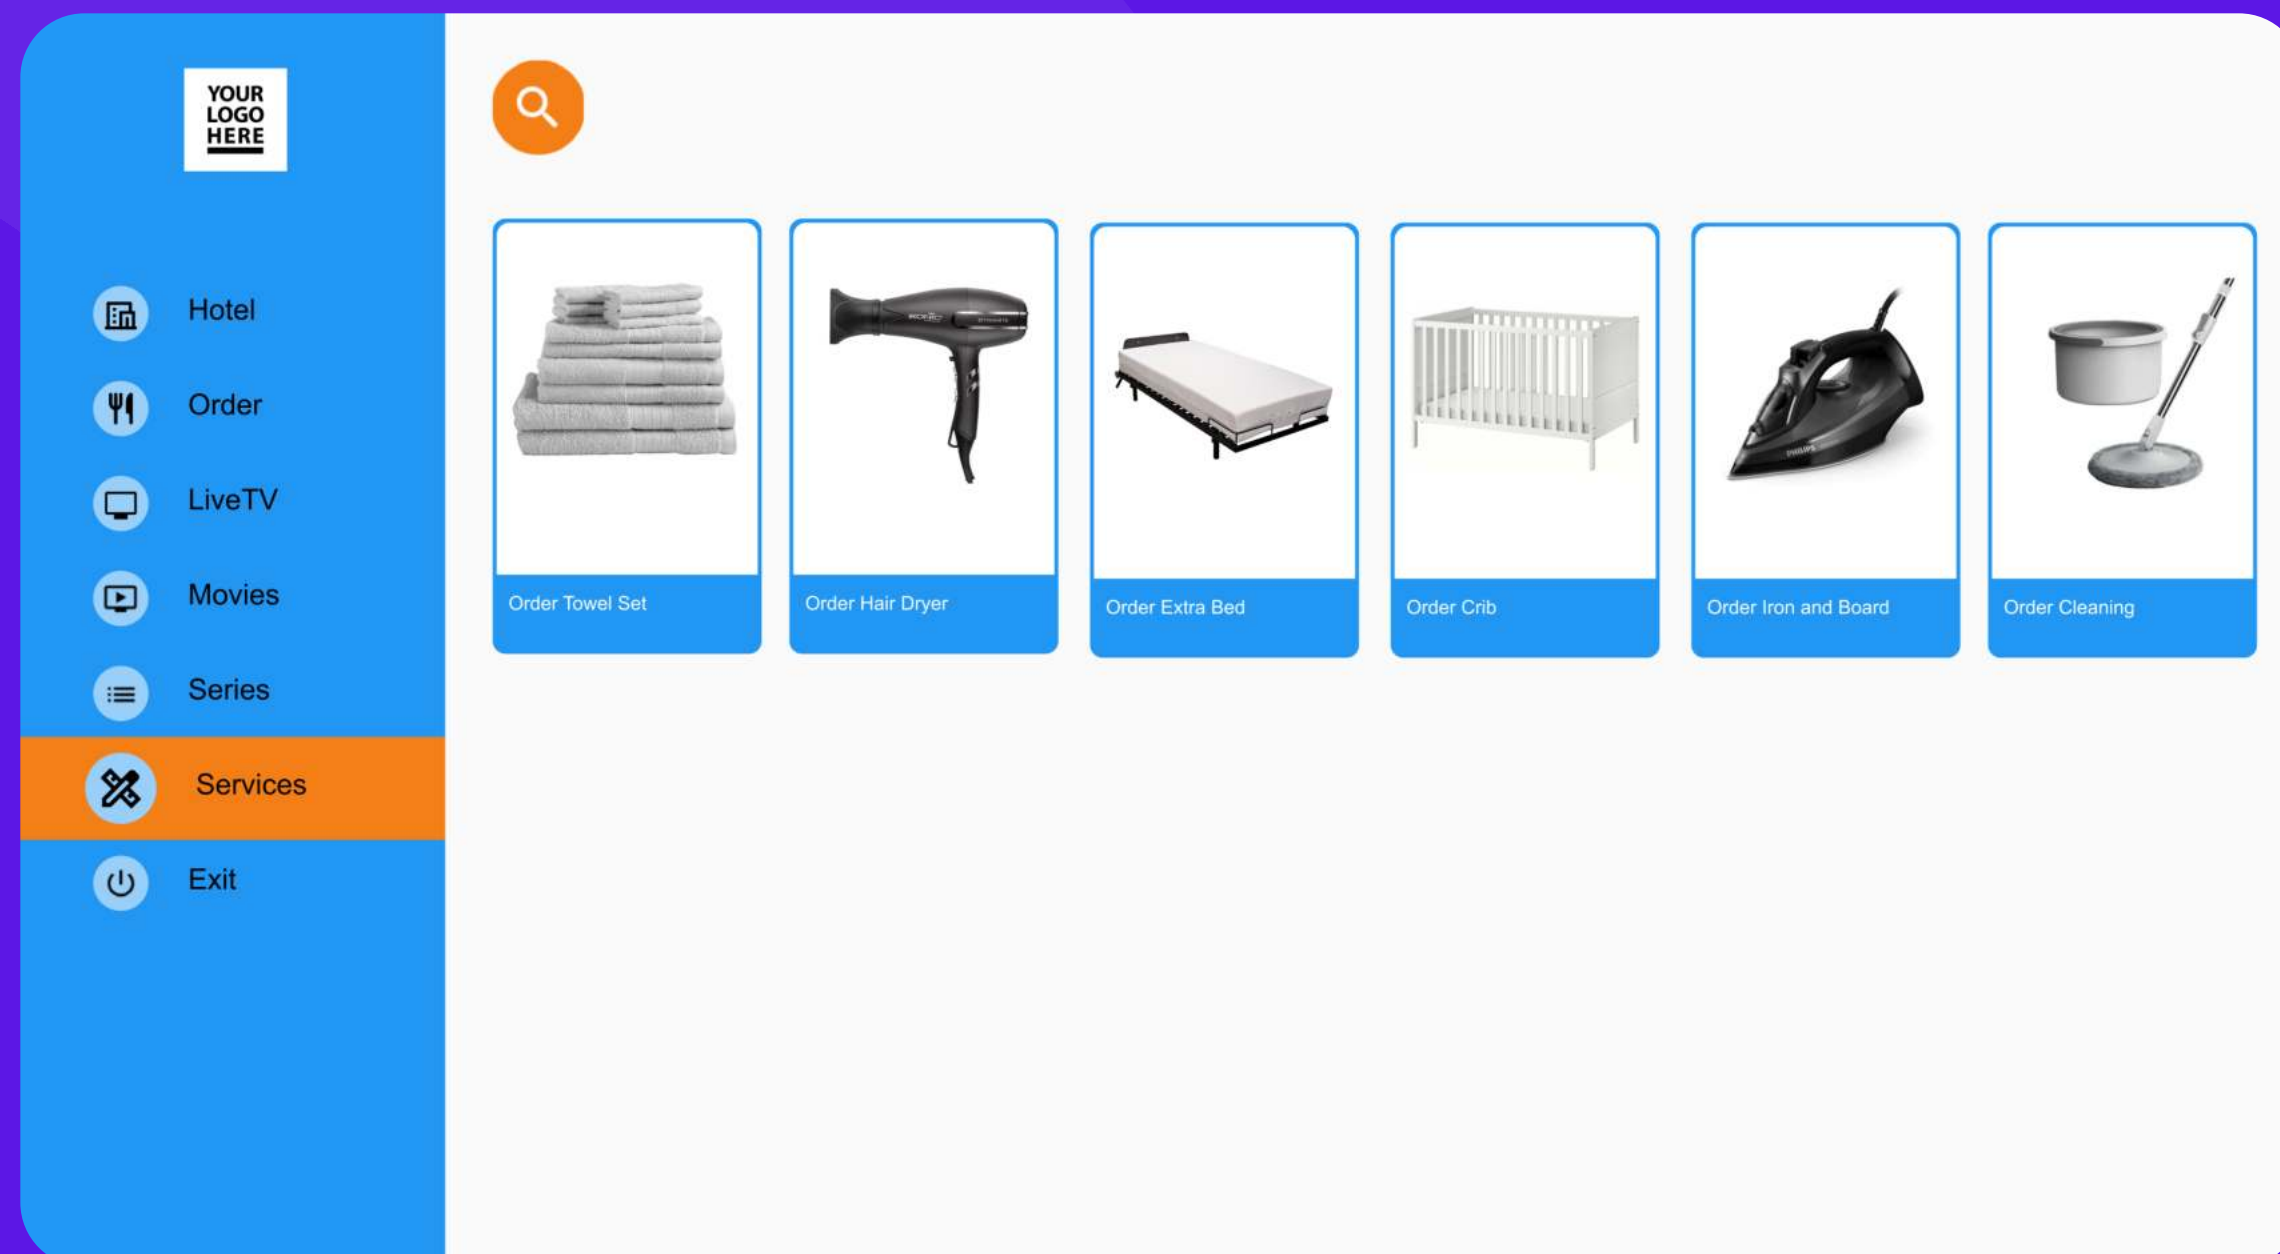 YOUR
LOGO
HERE
Hotel
Order
LiveTV
Movies
Series
Services
Exit
Order Towel Set
Order Hair Dryer
Order Extra Bed
Order Crib
Order Iron and Board
Order Cleaning
PHILIPS